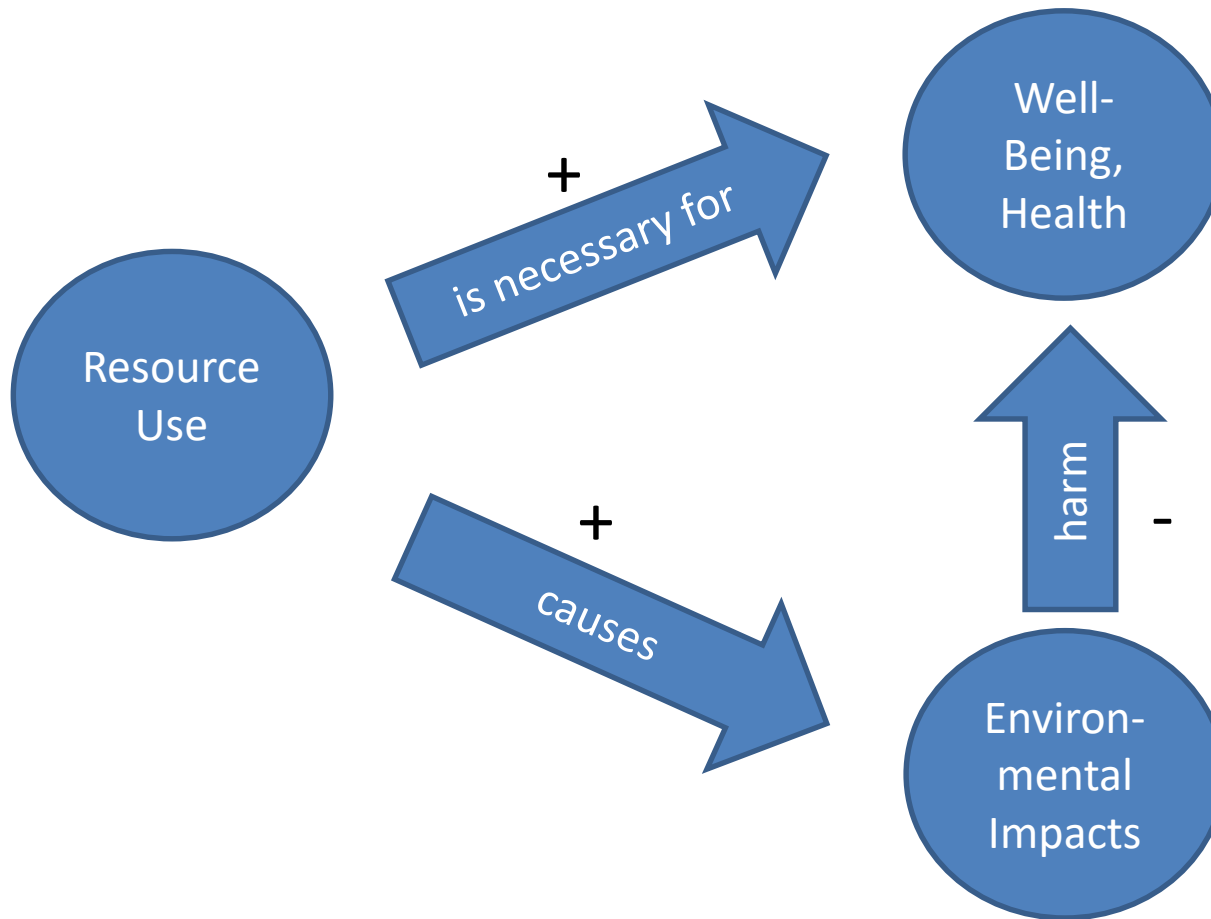 Resource
Use
+
is necessary for
Well-
Being,
Health
+
causes
harm
-
Environ-
mental
Impacts